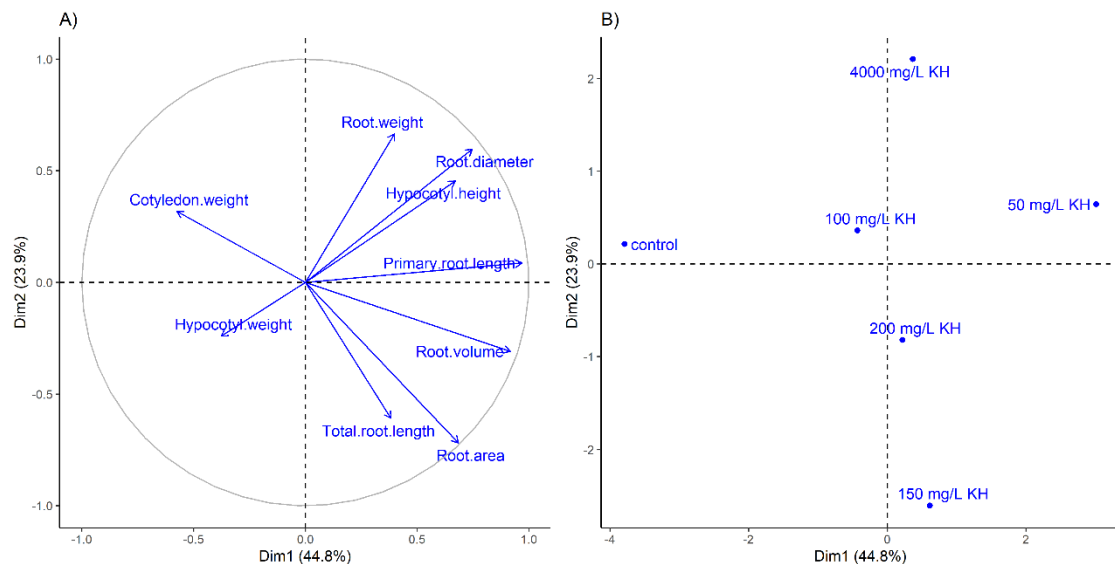 A)
1.0
0.5
0.0
-0.5
-1.0
Dim2 (23.9%)
Root.weight
Root.diameter
Hypocotyl.height
Cotyledon.weight
Primary.root.length
Hypocotyl.weight
Root.volume
Total.root.length
Root.area
-1.0
-0.5
0.0
0.5
1.0
Dim1 (44.8%)
B)
2
1
0
-1
-2
Dim2 (23.9%)
4000 mg/L KH
50 mg/L KH
100 mg/L KH
control
200 mg/L KH
150 mg/L KH
-4
-2
0
2
Dim1 (44.8%)